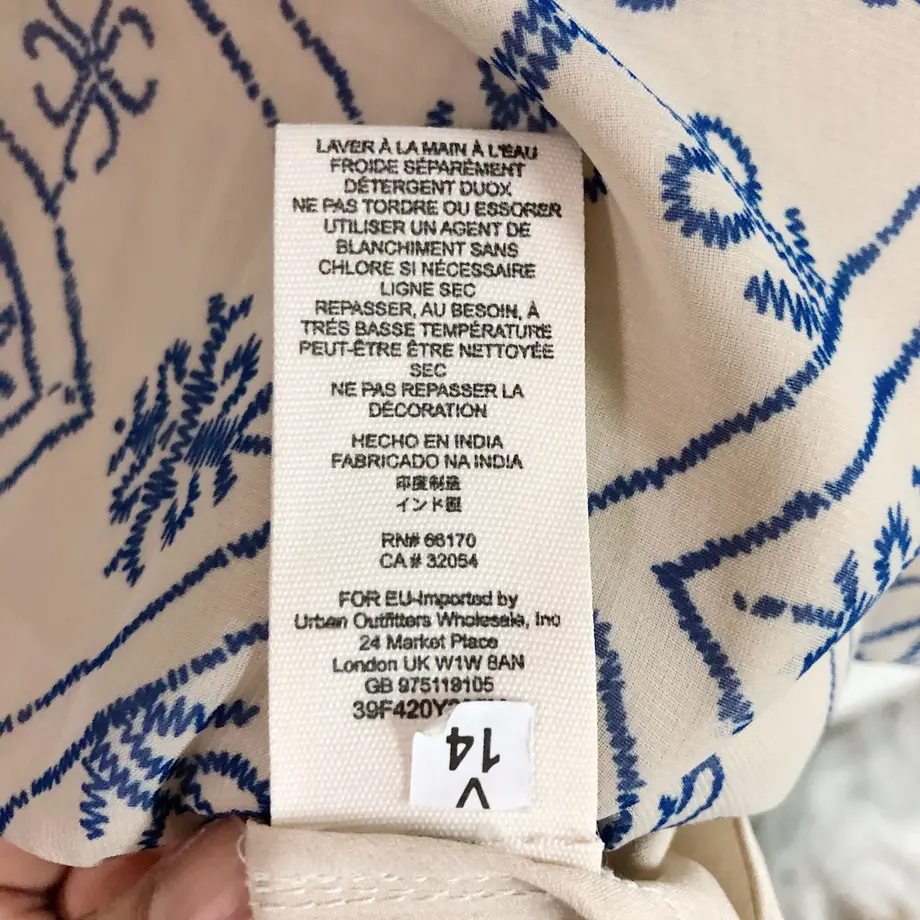 LAVER À LA MAIN À L'EAU
FROIDE SÉPARÉMENT
DÉTERGENT DUOX
NE PAS TORDRE OU ESSORER
UTILISER UN AGENT DE
BLANCHIMENT SANS
CHLORE SI NÉCESSAIRE
LIGNE SEC
REPASSER, AU BESOIN, À
TRÉS BASSE TEMPÉRATURE
PEUT-ÊTRE ÊTRE NETTOYÉE
SEC
NE PAS REPASSER LA
DÉCORATION
HECHO EN INDIA
FABRICADO NA INDIA
印度制造
インド製
RN# 66170
CA # 32054
FOR EU-Imported by
Urban Outfitters Wholesale, Inc
24 Market Place
London UK W1W 8AN
GB 975119105
39F420Y
14
V